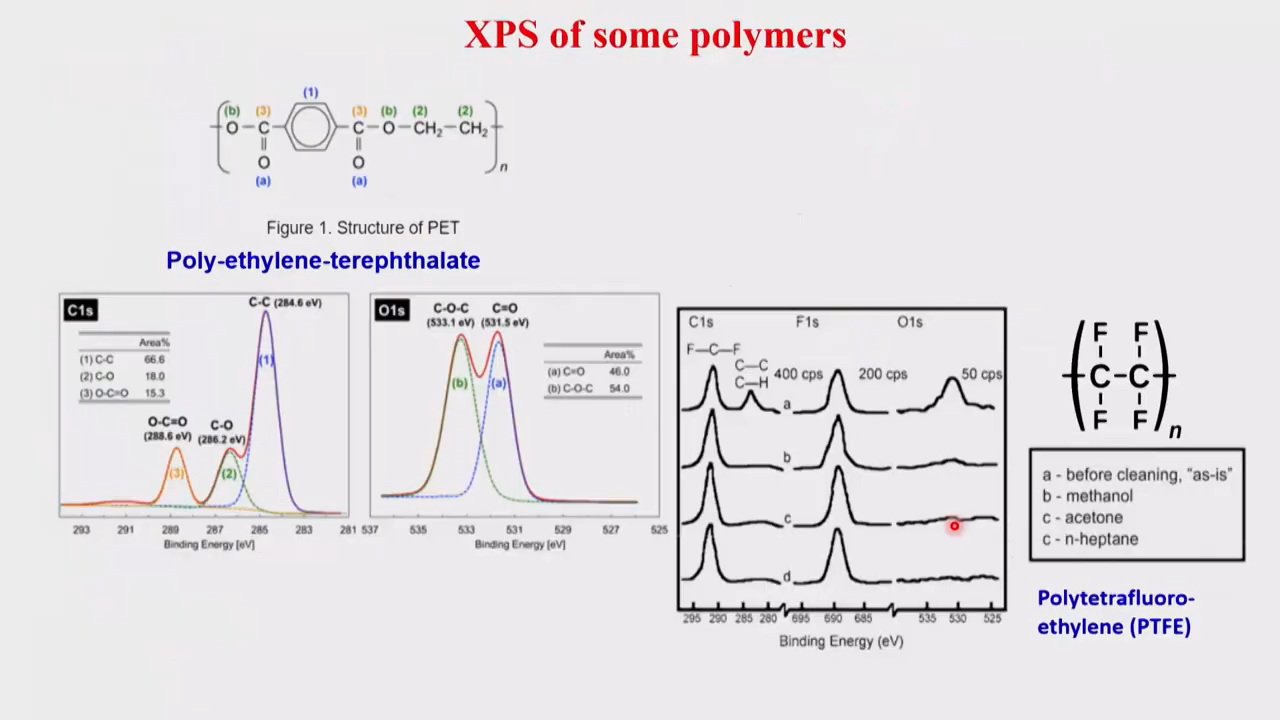 XPS of some polymers
(1)
(b) (3) (3) (b) (2) (2)
O C C O CH2 CH2
O O n
(a) (a)
Figure 1. Structure of PET
Poly-ethylene-terephthalate
C1s
C-C (284.6 eV)
Area%
(1) C-C 66.6
(2) C-O 18.0
(3) O-C=O 15.3
(1)
O-C=O
(288.6 eV)
C-O
(286.2 eV)
(3)
(2)
293 291 289 287 285 283 281
Binding Energy [eV]
O1s
C-O-C
(533.1 eV)
C=O
(531.5 eV)
Area%
(a) C=O 46.0
(b) C-O-C 54.0
(b)
(a)
537 535 533 531 529 527 525
Binding Energy [eV]
C1s F1s O1s
F—C—F
C—C
C—H
400 cps 200 cps 50 cps
a
b
c
d
295 290 285 280 695 690 685 535 530 525
Binding Energy (eV)
F F
C-C
F F n
a - before cleaning, "as-is"
b - methanol
c - acetone
c - n-heptane
Polytetrafluoro-
ethylene (PTFE)